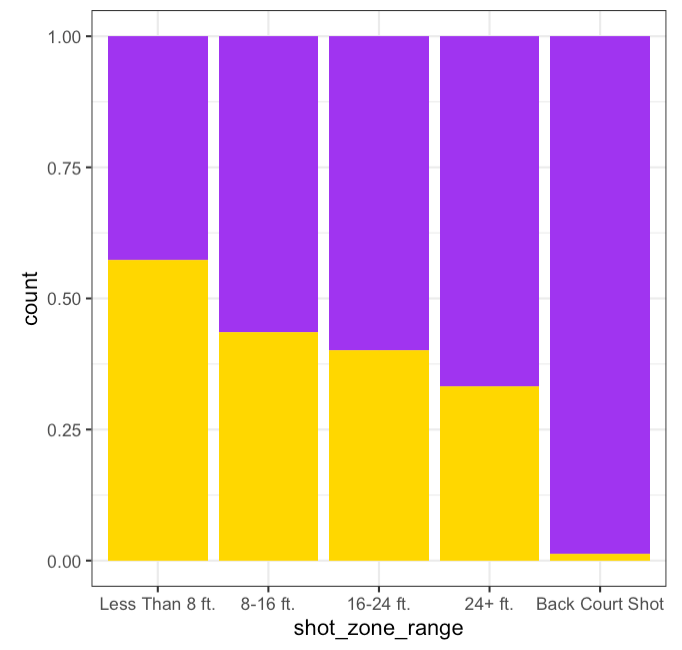 1.00
0.75
0.50
0.25
0.00
count
Less Than 8 ft. 8-16 ft. 16-24 ft. 24+ ft. Back Court Shot
shot_zone_range